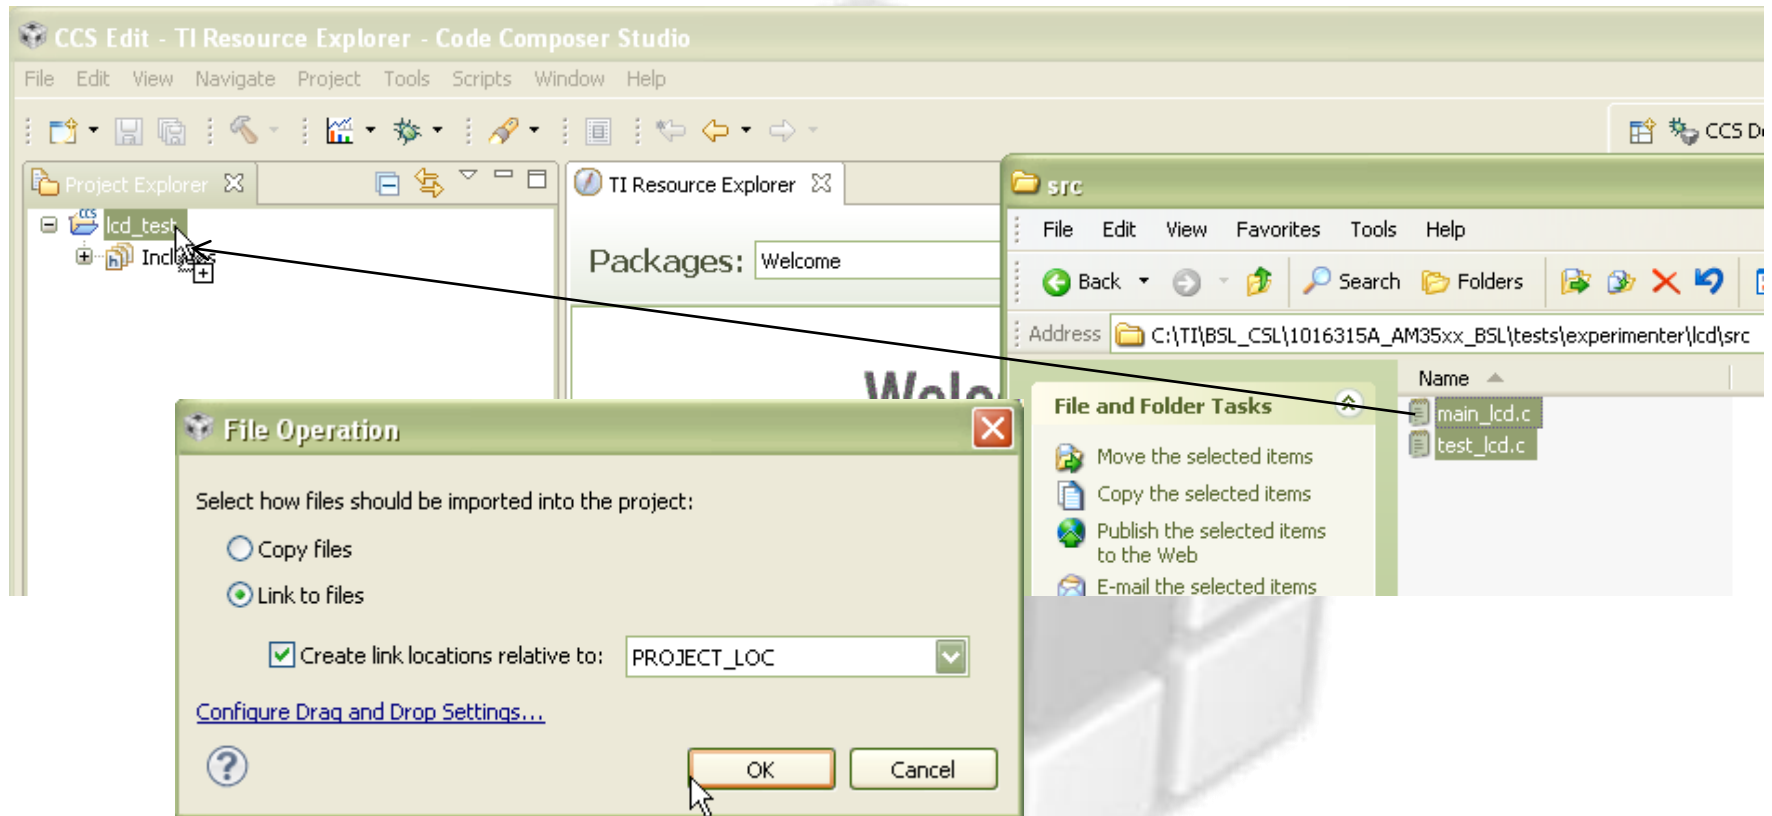 CCS Edit - TI Resource Explorer - Code Composer Studio
File Edit View Navigate Project Tools Scripts Window Help
CCS
Project Explorer
TI Resource Explorer
lcd_test
Packages: Welcome
src
File Edit View Favorites Tools Help
Back Search Folders
Address C:\TI\BSL_CSL\1016315A_AM35xx_BSL\tests\experimenter\lcd\src
Name
main_lcd.c
test_lcd.c
File and Folder Tasks
Move the selected items
Copy the selected items
Publish the selected items
to the Web
E-mail the selected items
File Operation
Select how files should be imported into the project:
Copy files
Link to files
Create link locations relative to: PROJECT_LOC
Configure Drag and Drop Settings...
OK Cancel